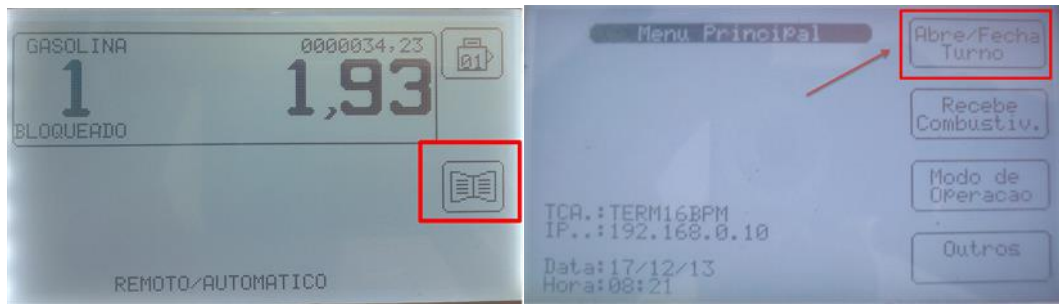 GASOLINA 0000034,23
1 1,93
BLOQUEADO
01
REMOTO/AUTOMATICO
Menu Principal
Abre/Fecha
Turno
Recebe
Combustiv.
Modo de
Operacao
Outros
TCA.:TERM16BPM
IP..:192.168.0.10
Data:17/12/13
Hora:08:21